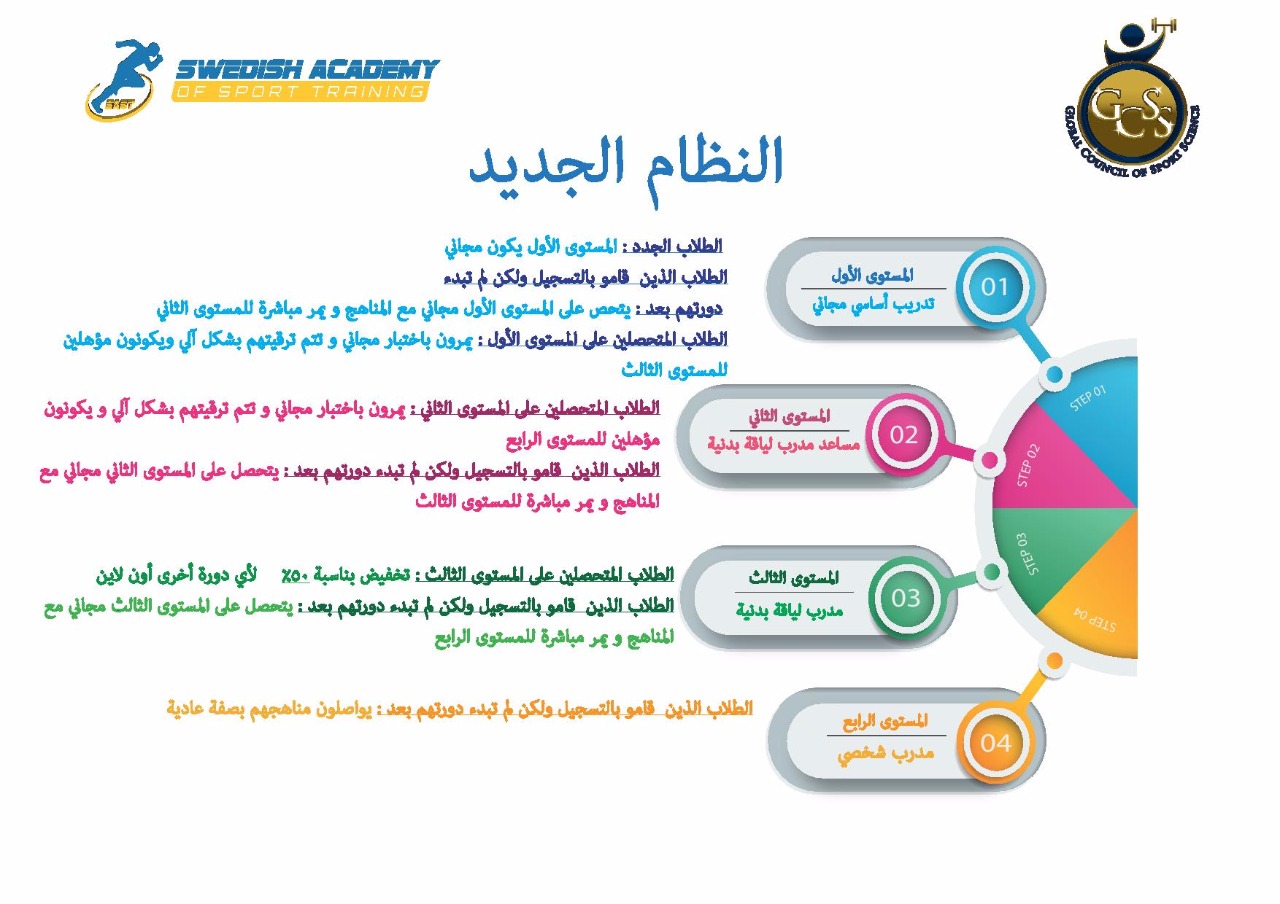 SWEDISH ACADEMY
OF SPORT TRAINING
SAST
GCSS
GLOBAL COUNCIL OF SPORT SCIENCE
النظام الجديد
المستوى الأول
تدريب أساسي مجاني
01
STEP 01
الطلاب الجدد : المستوى الأول يكون مجاني
الطلاب الذين قامو بالتسجيل ولكن لم تبدء
دورتهم بعد : يتحص على المستوى الأول مجاني مع المناهج و يمر مباشرة للمستوى الثاني
الطلاب المتحصلين على المستوى الأول : يمرون باختبار مجاني و تتم ترقيتهم بشكل آلي ويكونون مؤهلين
للمستوى الثالث
المستوى الثاني
مساعد مدرب لياقة بدنية
02
STEP 02
الطلاب المتحصلين على المستوى الثاني : يمرون باختبار مجاني و تتم ترقيتهم بشكل آلي و يكونون
مؤهلين للمستوى الرابع
الطلاب الذين قامو بالتسجيل ولكن لم تبدء دورتهم بعد : يتحصل على المستوى الثاني مجاني مع
المناهج و يمر مباشرة للمستوى الثالث
المستوى الثالث
مدرب لياقة بدنية
03
STEP 03
الطلاب المتحصلين على المستوى الثالث : تخفيض بناسبة ٥٠٪ لأي دورة أخرى أون لاين
الطلاب الذين قامو بالتسجيل ولكن لم تبدء دورتهم بعد : يتحصل على المستوى الثالث مجاني مع
المناهج و يمر مباشرة للمستوى الرابع
المستوى الرابع
مدرب شخصي
04
STEP 04
الطلاب الذين قامو بالتسجيل ولكن لم تبدء دورتهم بعد : يواصلون مناهجهم بصفة عادية